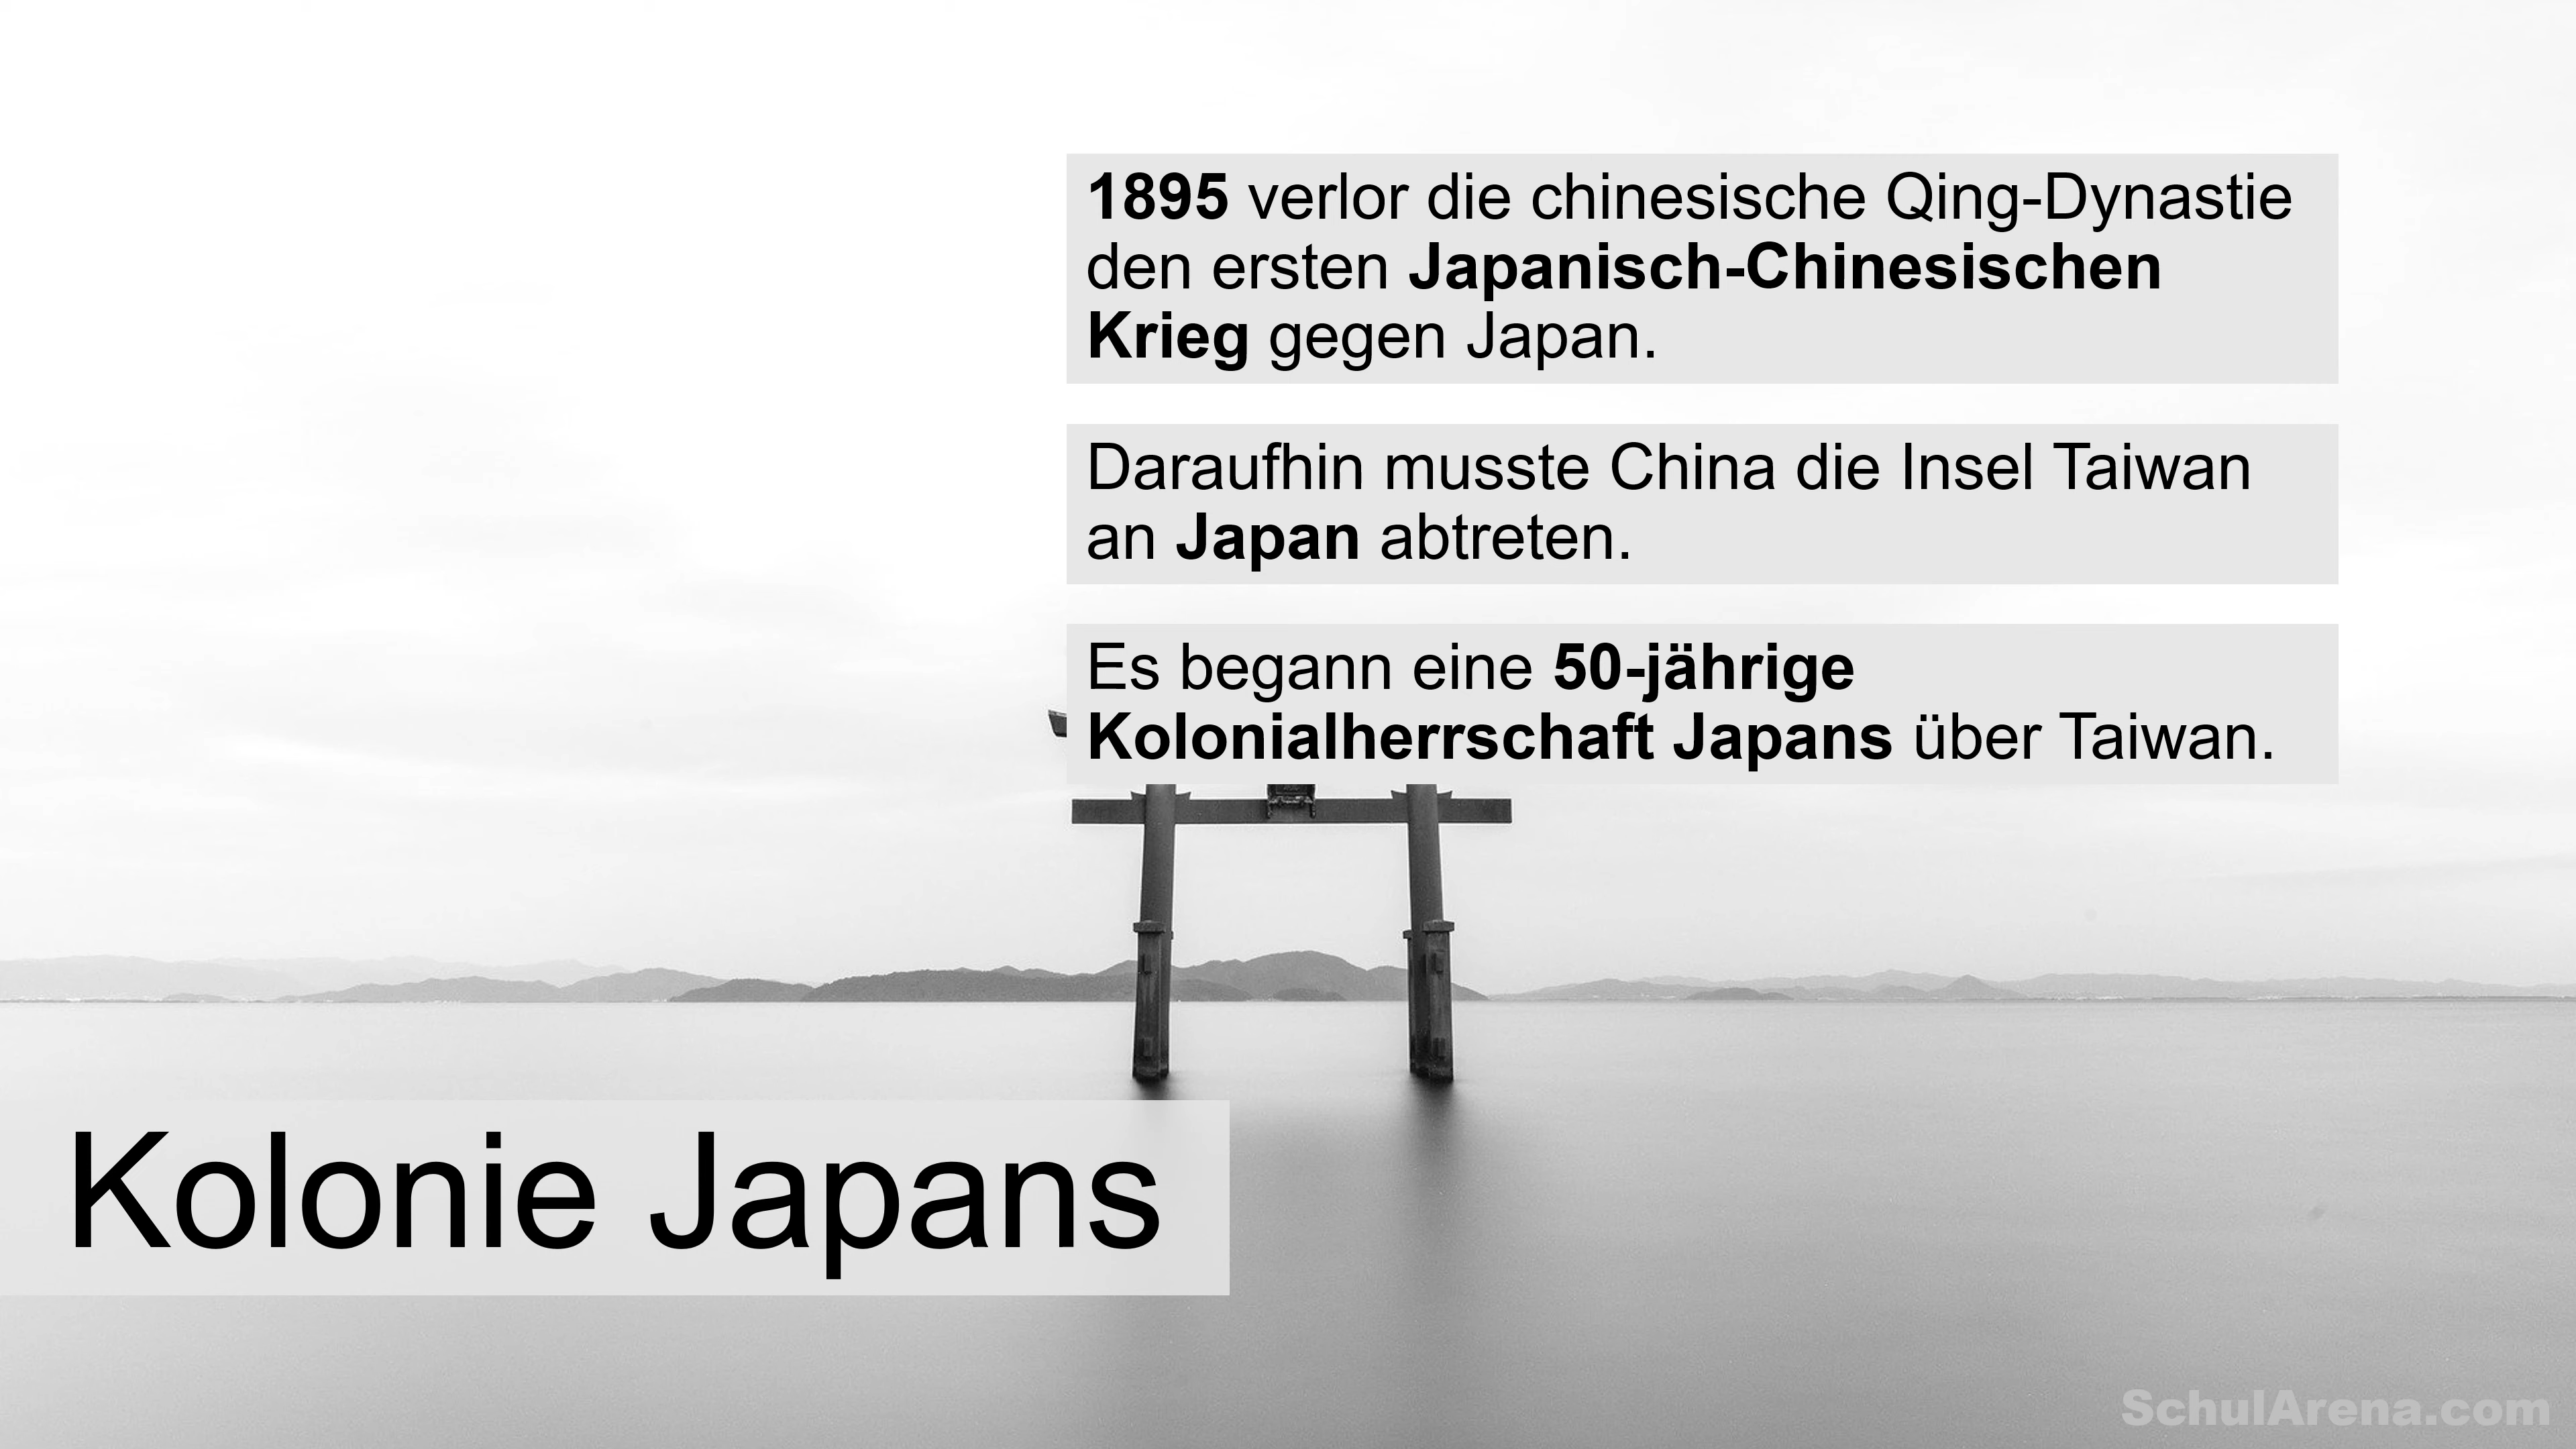 1895 verlor die chinesische Qing-Dynastie
den ersten Japanisch-Chinesischen
Krieg gegen Japan.
Daraufhin musste China die Insel Taiwan
an Japan abtreten.
Es begann eine 50-jährige
Kolonialherrschaft Japans über Taiwan.
Kolonie Japans
SchulArena.com